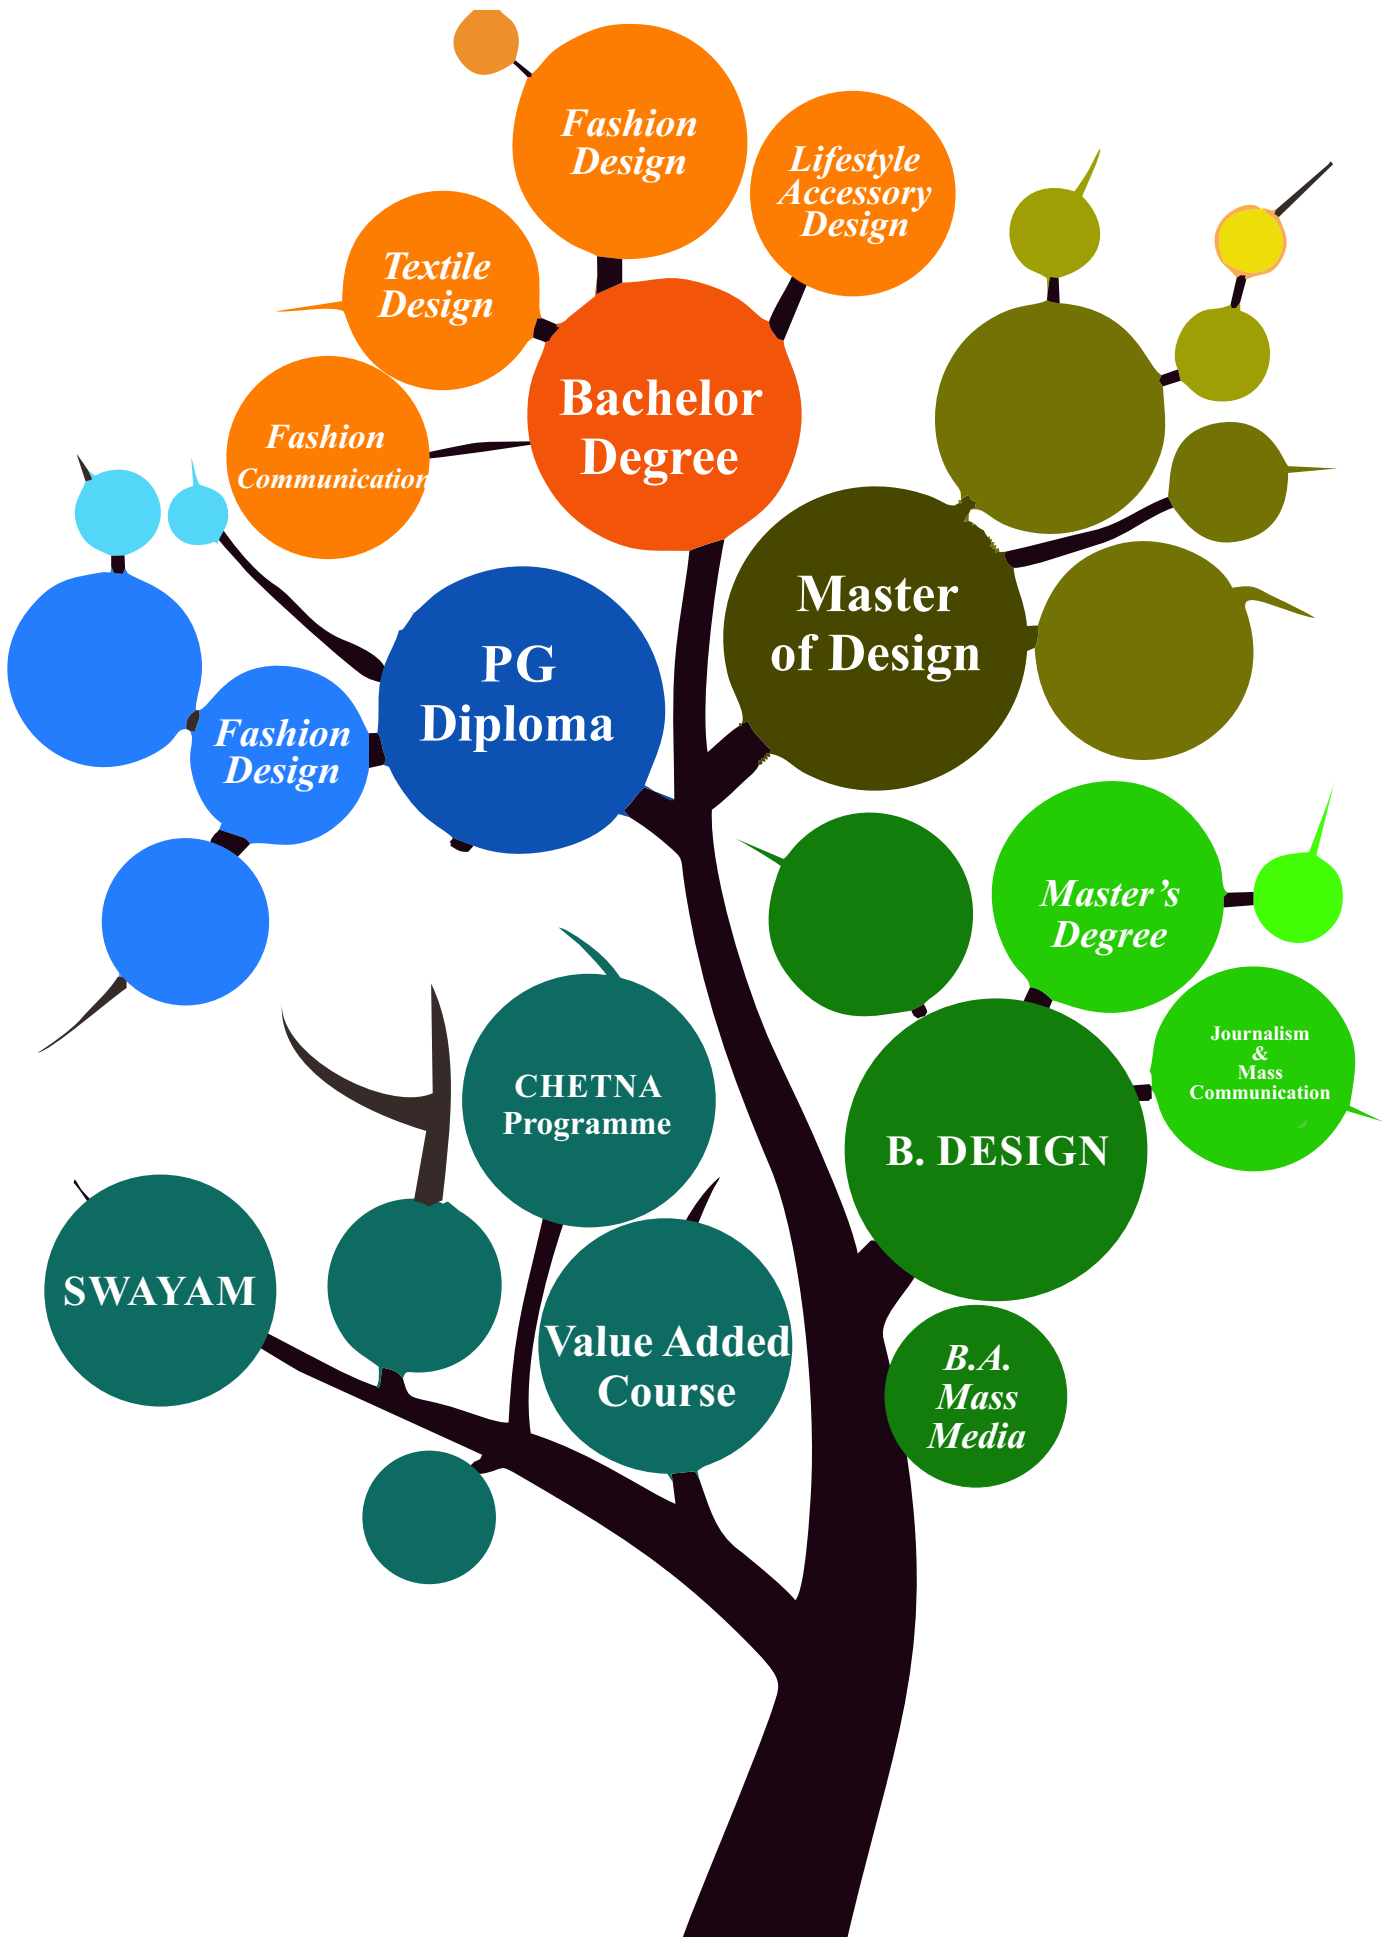 Fashion
Design
Lifestyle
Accessory
Design
Textile
Design
Fashion
Communication
Bachelor
Degree
Master
of Design
PG
Diploma
Fashion
Design
Master’s
Degree
Journalism
&
Mass
Communication
CHETNA
Programme
B. DESIGN
SWAYAM
Value Added
Course
B.A.
Mass
Media